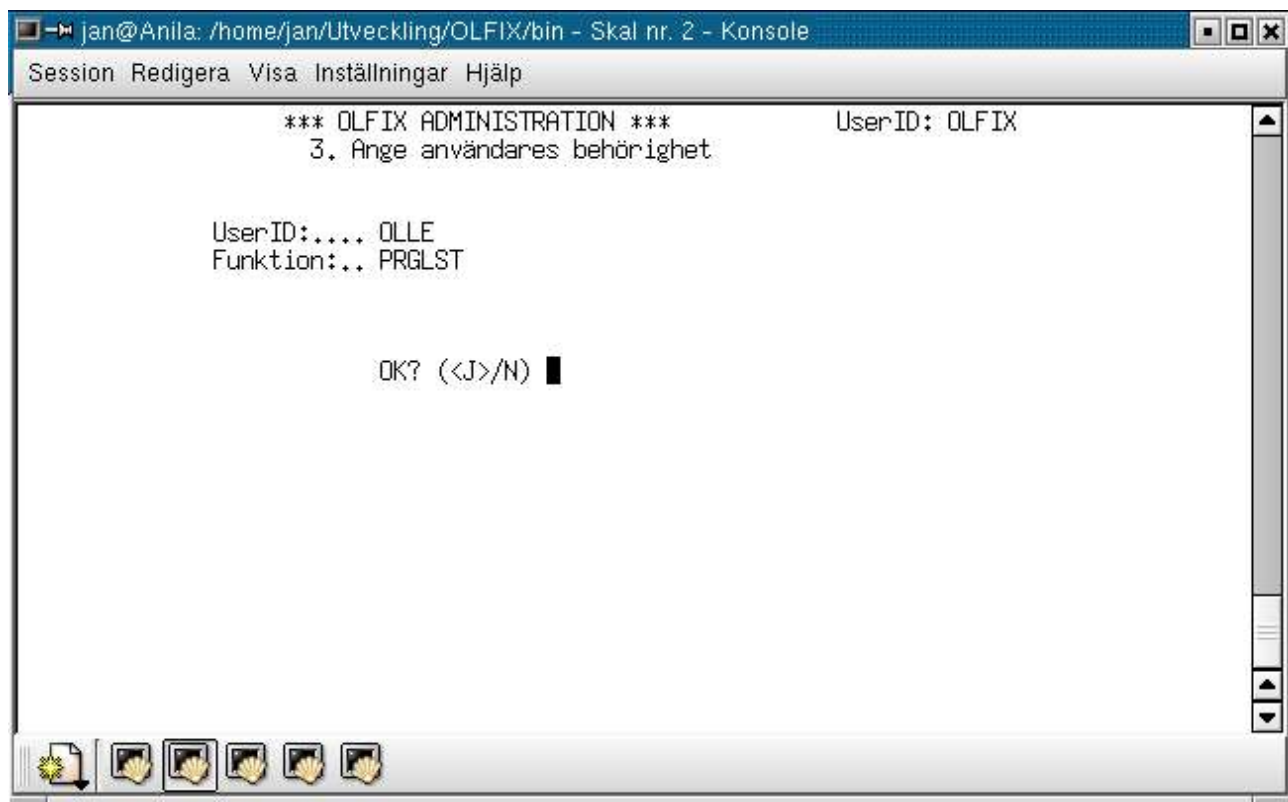 jan@Anila: /home/jan/Utveckling/OLFIX/bin - Skal nr. 2 - Konsole
Session Redigera Visa Inställningar Hjälp
*** OLFIX ADMINISTRATION *** UserID: OLFIX
3. Ange användares behörighet
UserID:.... OLLE
Funktion:.. PRGLST
OK? (<J>/N)